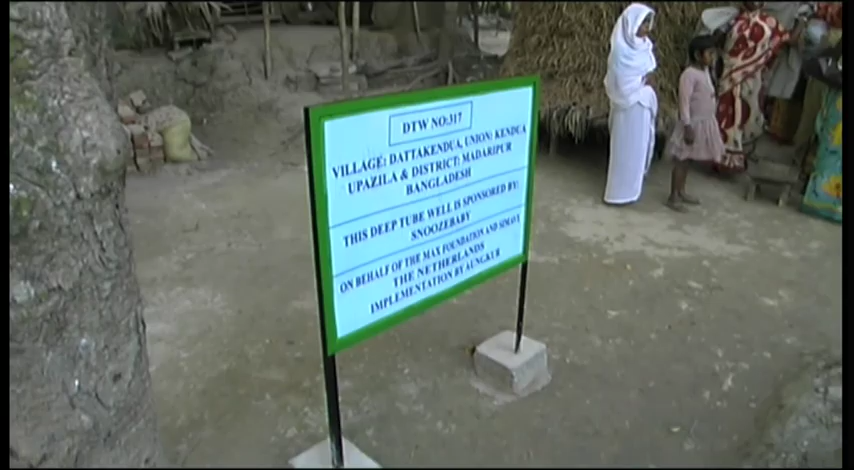 DTW NO:317
VILLAGE: DATTAKENDUA, UNION: KENDUA
UPAZILA & DISTRICT: MADARIPUR
BANGLADESH
THIS DEEP TUBE WELL IS SPONSORED BY:
SNOOZEBABY
ON BEHALF OF THE MAX FOUNDATION AND SIMAVI
THE NETHERLANDS
IMPLEMENTATION BY AUNGKUR